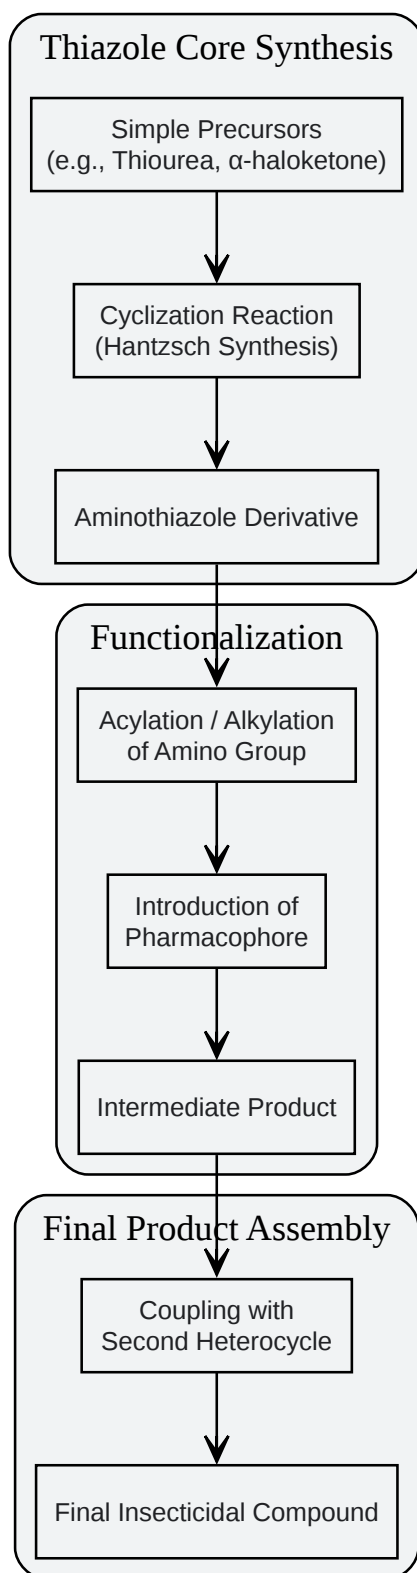 Thiazole Core Synthesis
Simple Precursors
(e.g., Thiourea, α-haloketone)
Cyclization Reaction
(Hantzsch Synthesis)
Aminothiazole Derivative
Functionalization
Acylation / Alkylation
of Amino Group
Introduction of
Pharmacophore
Intermediate Product
Final Product Assembly
Coupling with
Second Heterocycle
Final Insecticidal Compound